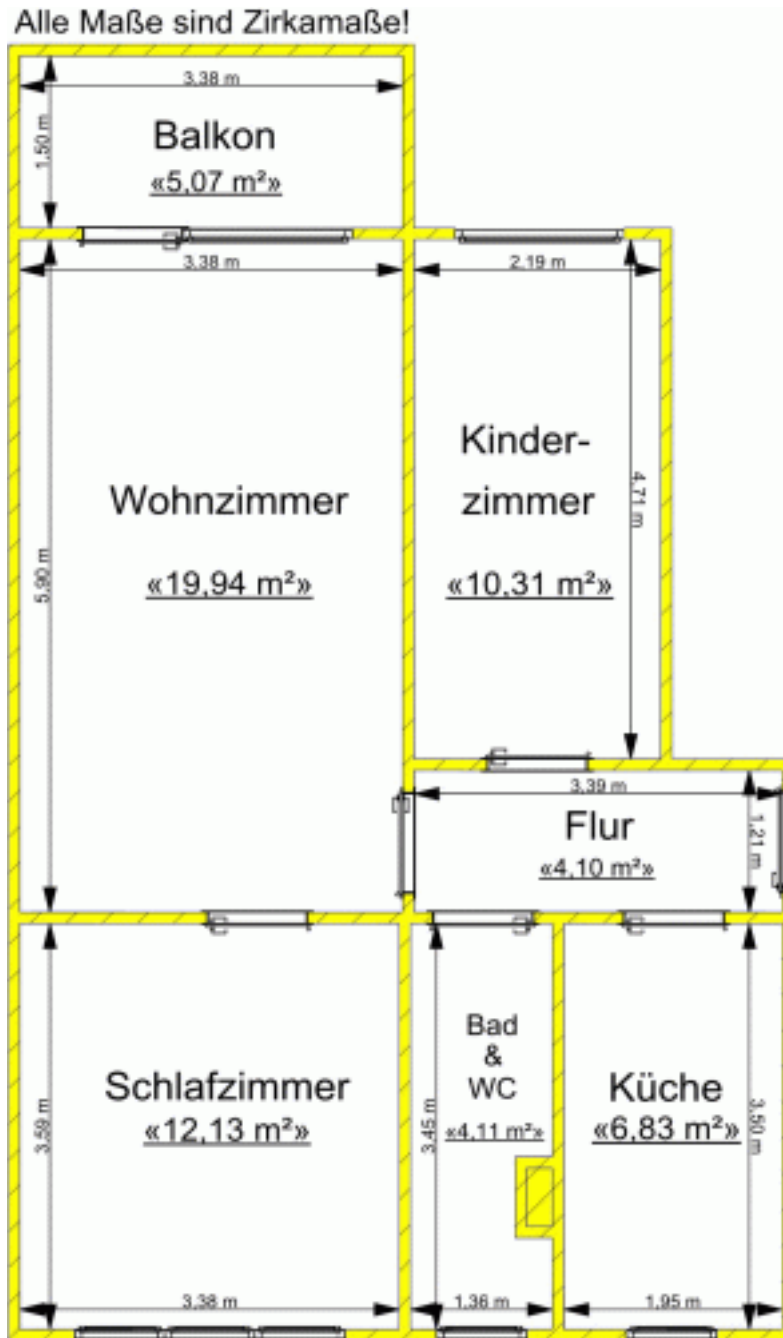 Alle Maße sind Zirkamaße!
3,38 m
1,50 m
Balkon
«5,07 m²»
3,38 m
2,19 m
Kinder-
zimmer
4,71 m
«10,31 m²»
Wohnzimmer
5,90 m
«19,94 m²»
3,39 m
Flur
1,21 m
«4,10 m²»
Schlafzimmer
«12,13 m²»
3,59 m
3,38 m
Bad
&
WC
«4,11 m²»
3,45 m
1,36 m
Küche
«6,83 m²»
3,50 m
1,95 m